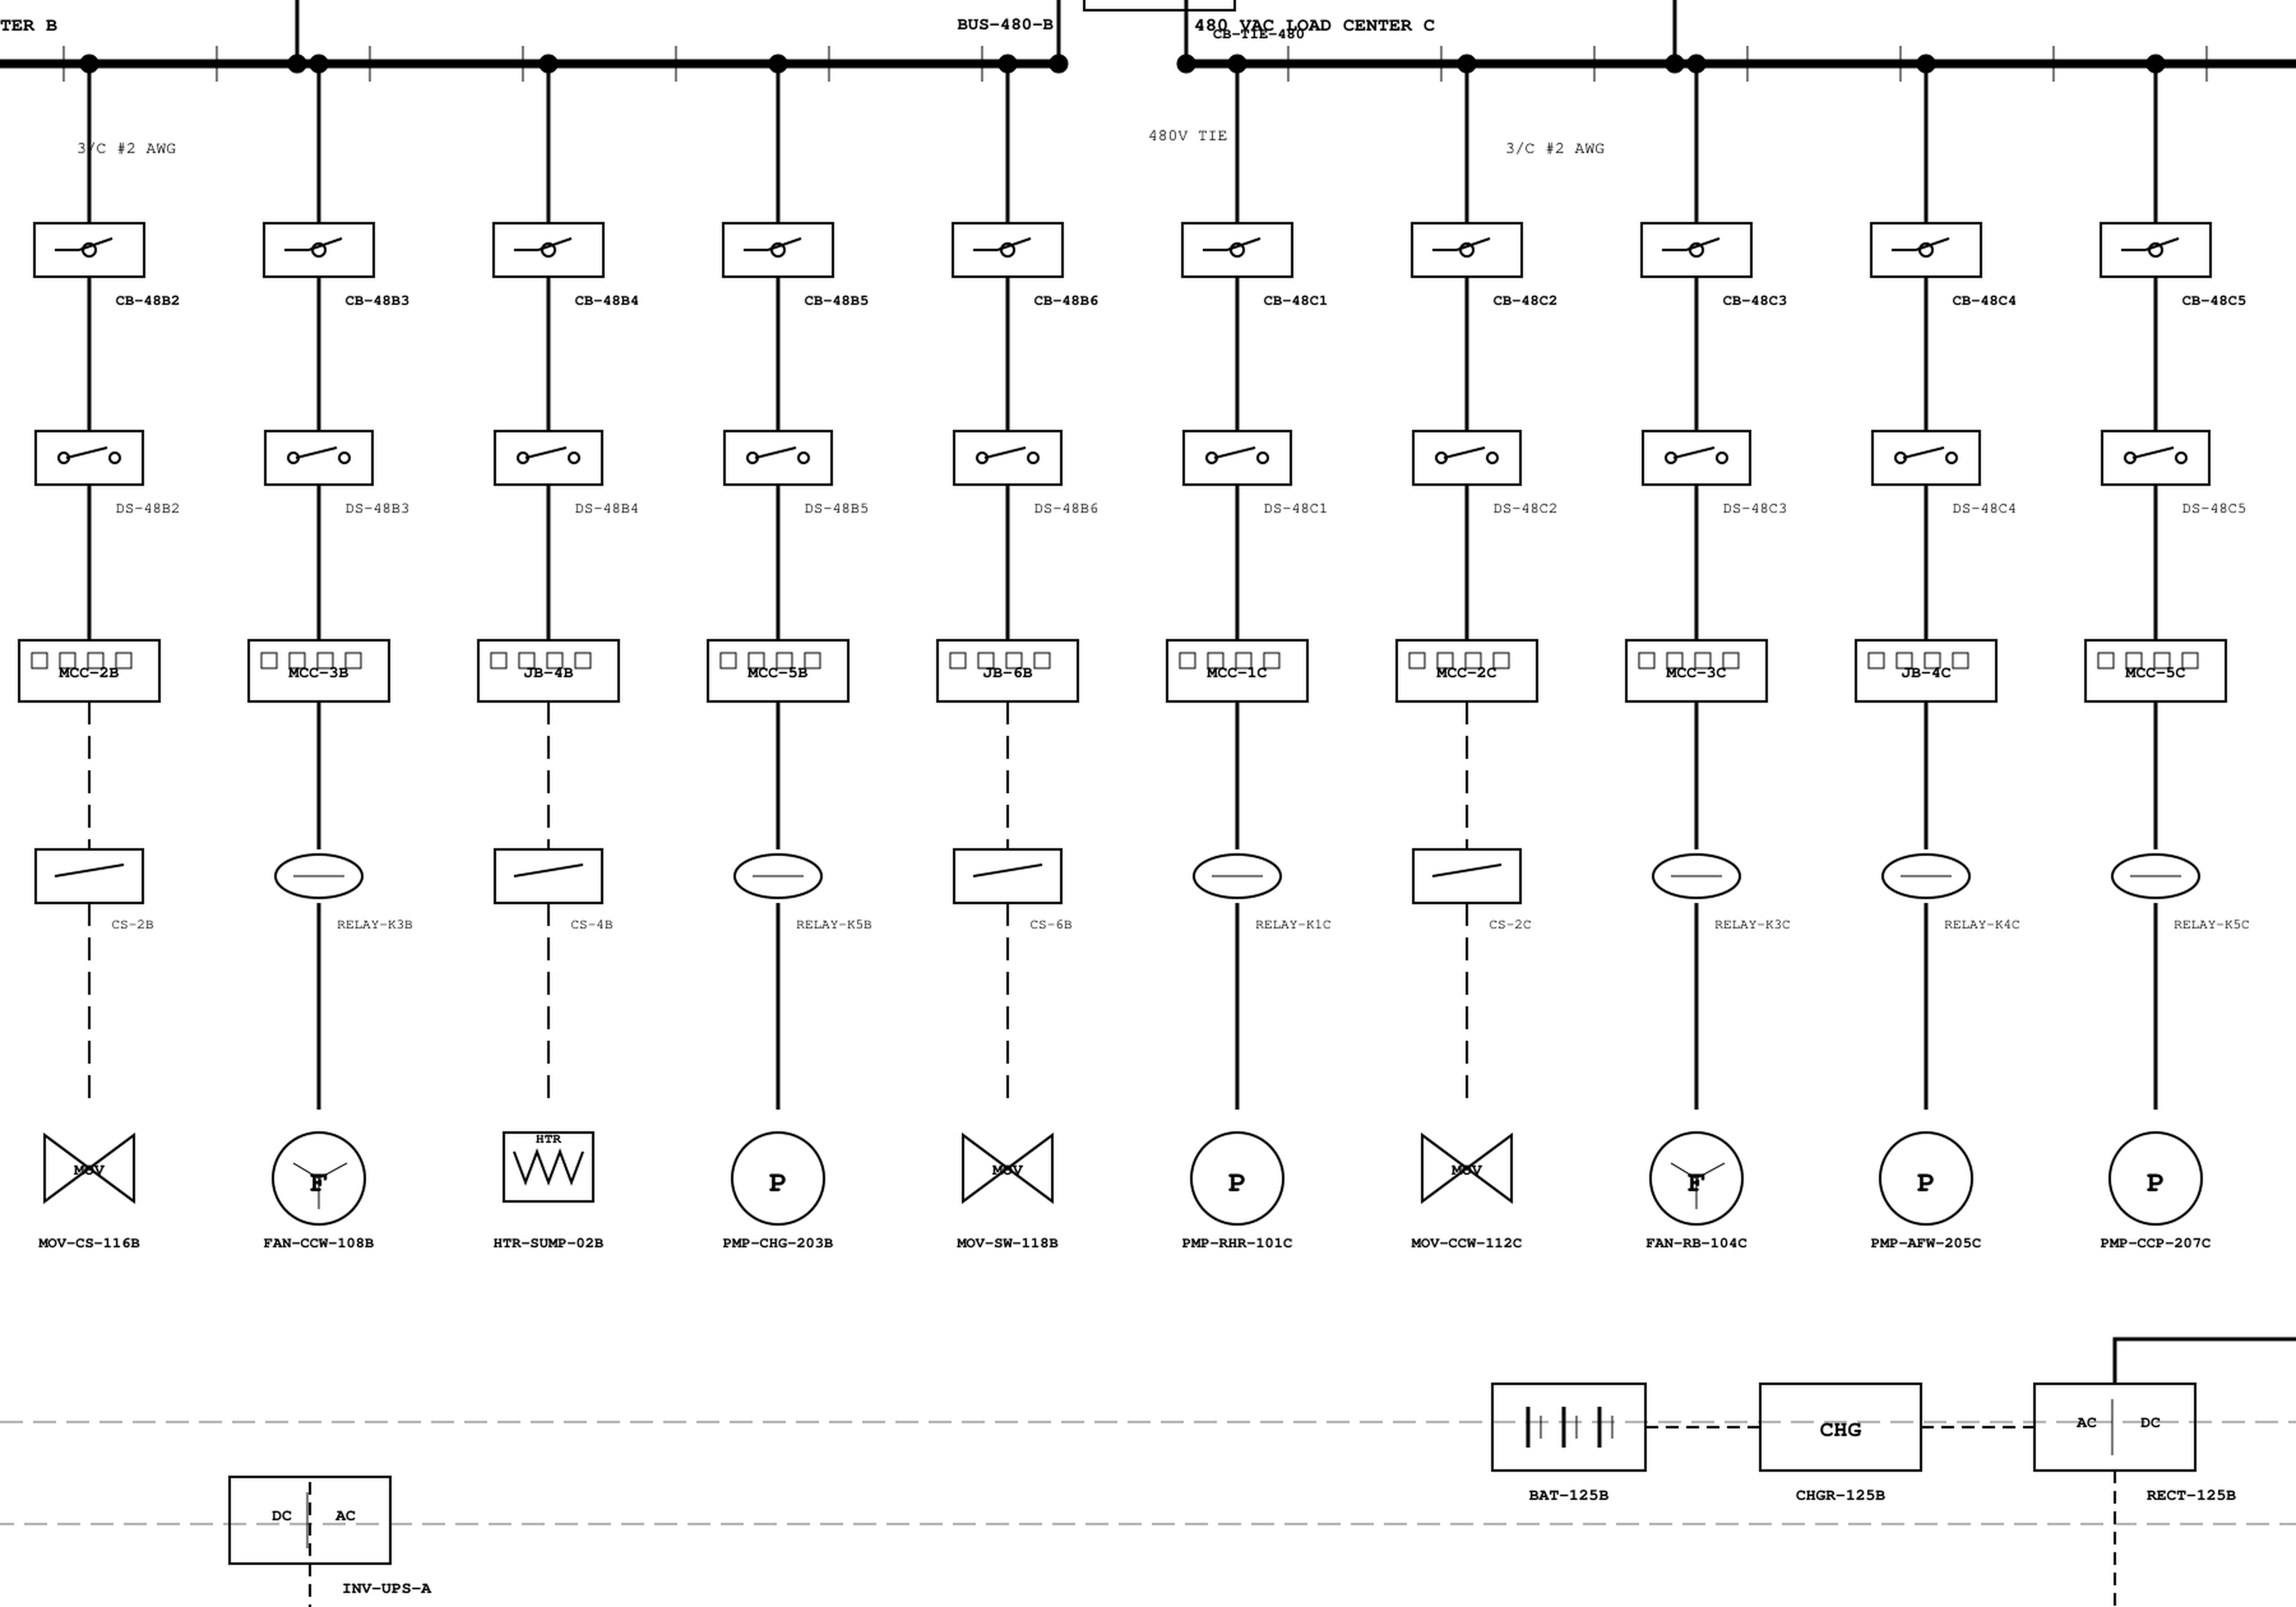 TER B
BUS-480-B
480 VAC LOAD CENTER C
CB-TIE-480
480V TIE
3/C #2 AWG
3/C #2 AWG
CB-48B2
CB-48B3
CB-48B4
CB-48B5
CB-48B6
CB-48C1
CB-48C2
CB-48C3
CB-48C4
CB-48C5
DS-48B2
DS-48B3
DS-48B4
DS-48B5
DS-48B6
DS-48C1
DS-48C2
DS-48C3
DS-48C4
DS-48C5
MCC-2B
MCC-3B
JB-4B
MCC-5B
JB-6B
MCC-1C
MCC-2C
MCC-3C
JB-4C
MCC-5C
CS-2B
RELAY-K3B
CS-4B
RELAY-K5B
CS-6B
RELAY-K1C
CS-2C
RELAY-K3C
RELAY-K4C
RELAY-K5C
MOV
F
HTR
P
MOV
P
MOV
F
P
P
MOV-CS-116B
FAN-CCW-108B
HTR-SUMP-02B
PMP-CHG-203B
MOV-SW-118B
PMP-RHR-101C
MOV-CCW-112C
FAN-RB-104C
PMP-AFW-205C
PMP-CCP-207C
CHG
AC
DC
BAT-125B
CHGR-125B
RECT-125B
DC
AC
INV-UPS-A